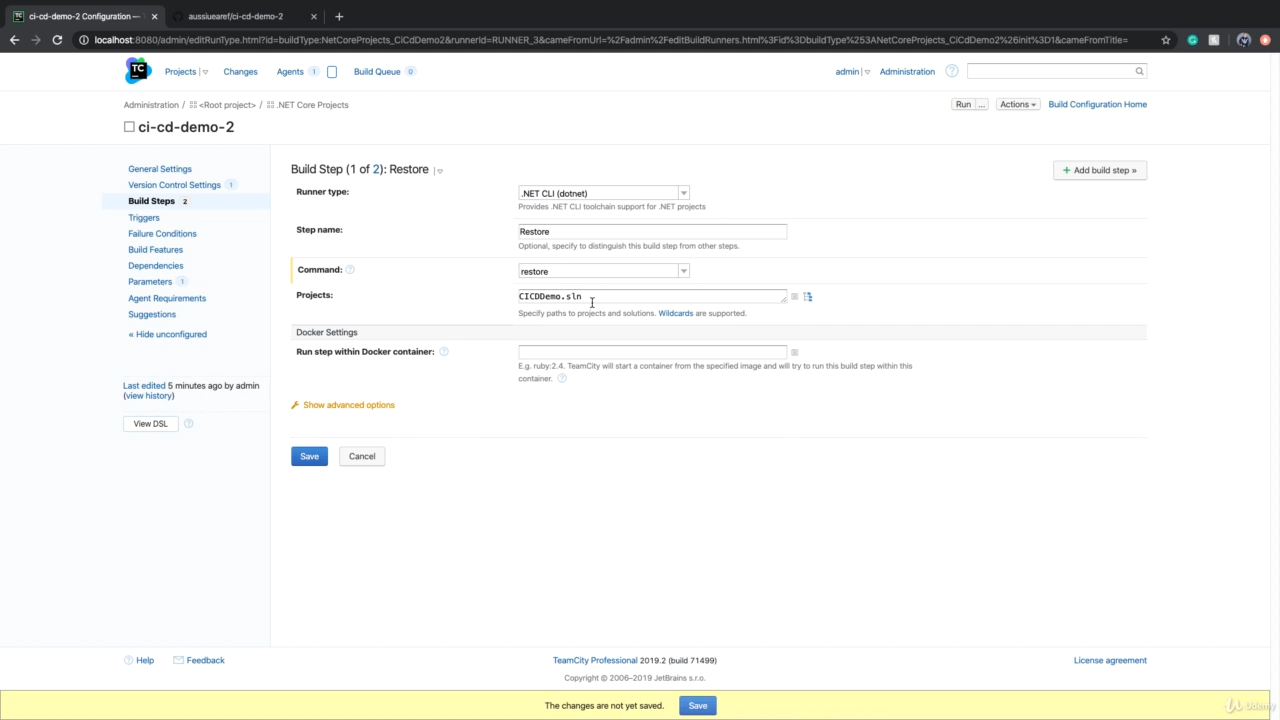 ci-cd-demo-2 Configuration —
aussiuearef/ci-cd-demo-2
localhost:8080/admin/editRunType.html?id=buildType:NetCoreProjects_CiCdDemo2&runnerId=RUNNER_3&cameFromUrl=%2Fadmin%2FeditBuildRunners.html%3Fid%3DbuildType%253ANetCoreProjects_CiCdDemo2%26init%3D1&cameFromTitle=
TC
Projects
Changes
Agents 1
Build Queue 0
admin
Administration
Administration / <Root project> / .NET Core Projects
Run ...
Actions
Build Configuration Home
ci-cd-demo-2
General Settings
Version Control Settings 1
Build Steps 2
Triggers
Failure Conditions
Build Features
Dependencies
Parameters 1
Agent Requirements
Suggestions
« Hide unconfigured
Last edited 5 minutes ago by admin
(view history)
View DSL
Build Step (1 of 2): Restore
+ Add build step »
Runner type:
.NET CLI (dotnet)
Provides .NET CLI toolchain support for .NET projects
Step name:
Restore
Optional, specify to distinguish this build step from other steps.
Command:
restore
Projects:
CICDDemo.sln
Specify paths to projects and solutions. Wildcards are supported.
Docker Settings
Run step within Docker container:
E.g. ruby:2.4. TeamCity will start a container from the specified image and will try to run this build step within this
container.
Show advanced options
Save
Cancel
Help
Feedback
TeamCity Professional 2019.2 (build 71499)
License agreement
Copyright © 2006–2019 JetBrains s.r.o.
The changes are not yet saved.
Save
Udemy